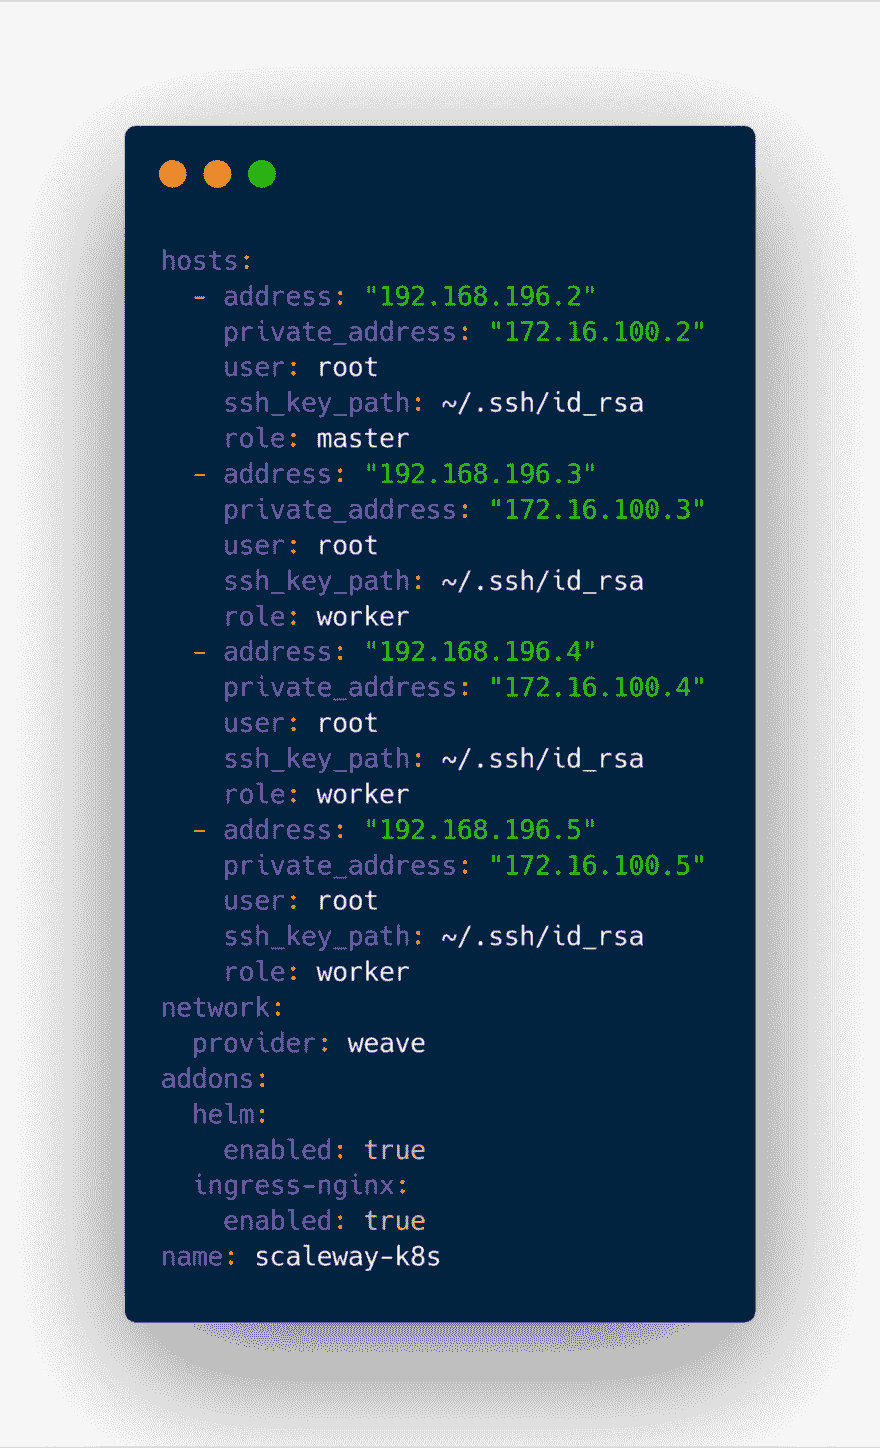 hosts:
  - address: "192.168.196.2"
    private_address: "172.16.100.2"
    user: root
    ssh_key_path: ~/.ssh/id_rsa
    role: master
  - address: "192.168.196.3"
    private_address: "172.16.100.3"
    user: root
    ssh_key_path: ~/.ssh/id_rsa
    role: worker
  - address: "192.168.196.4"
    private_address: "172.16.100.4"
    user: root
    ssh_key_path: ~/.ssh/id_rsa
    role: worker
  - address: "192.168.196.5"
    private_address: "172.16.100.5"
    user: root
    ssh_key_path: ~/.ssh/id_rsa
    role: worker
network:
  provider: weave
addons:
  helm:
    enabled: true
  ingress-nginx:
    enabled: true
name: scaleway-k8s